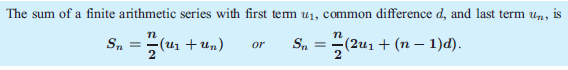 The sum of a finite arithmetic series with first term u₁, common difference d, and last term uₙ, is
Sₙ = n/2 (u₁ + uₙ) or Sₙ = n/2 (2u₁ + (n − 1)d).